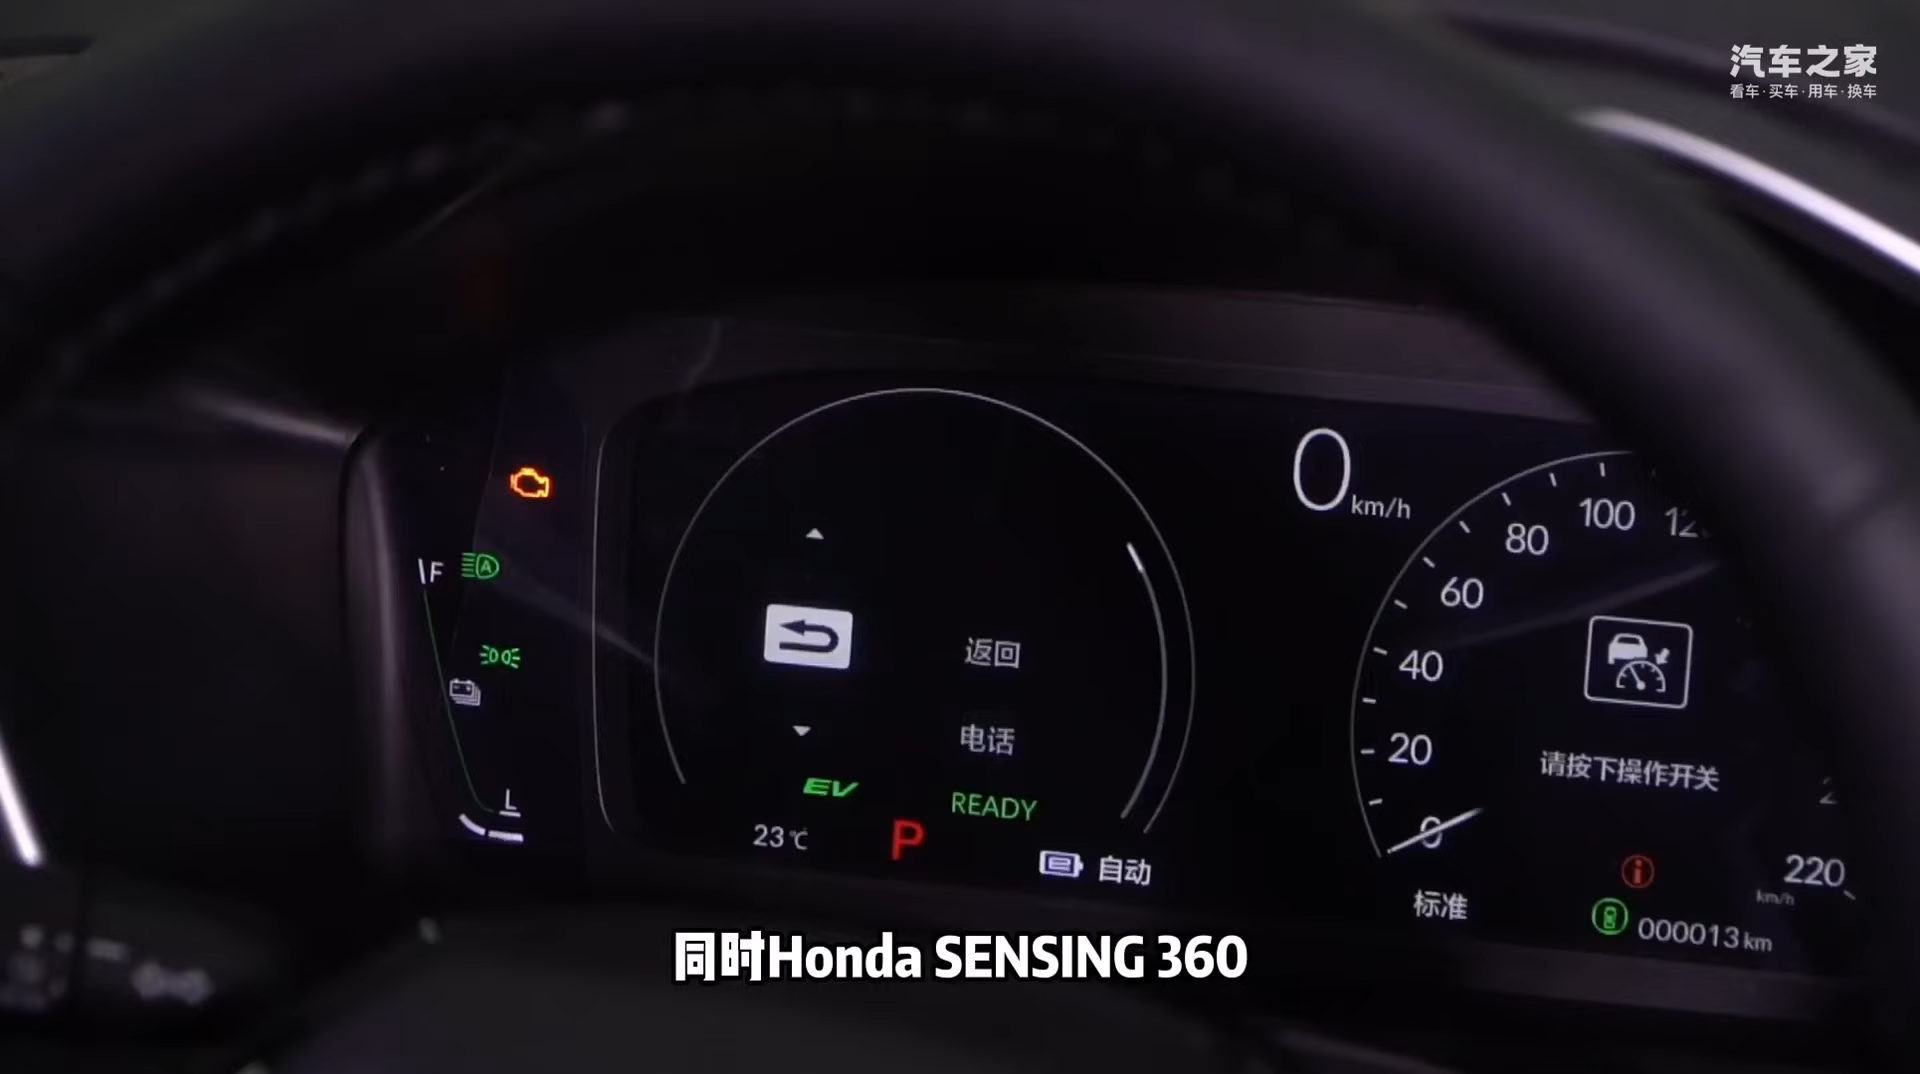 汽车之家
看车·买车·用车·换车
0 km/h
F
A
L
返回
电话
EV
READY
23℃
P
自动
100
80
60
40
20
0
请按下操作开关
220
km/h
标准
000013 km
同时Honda SENSING 360